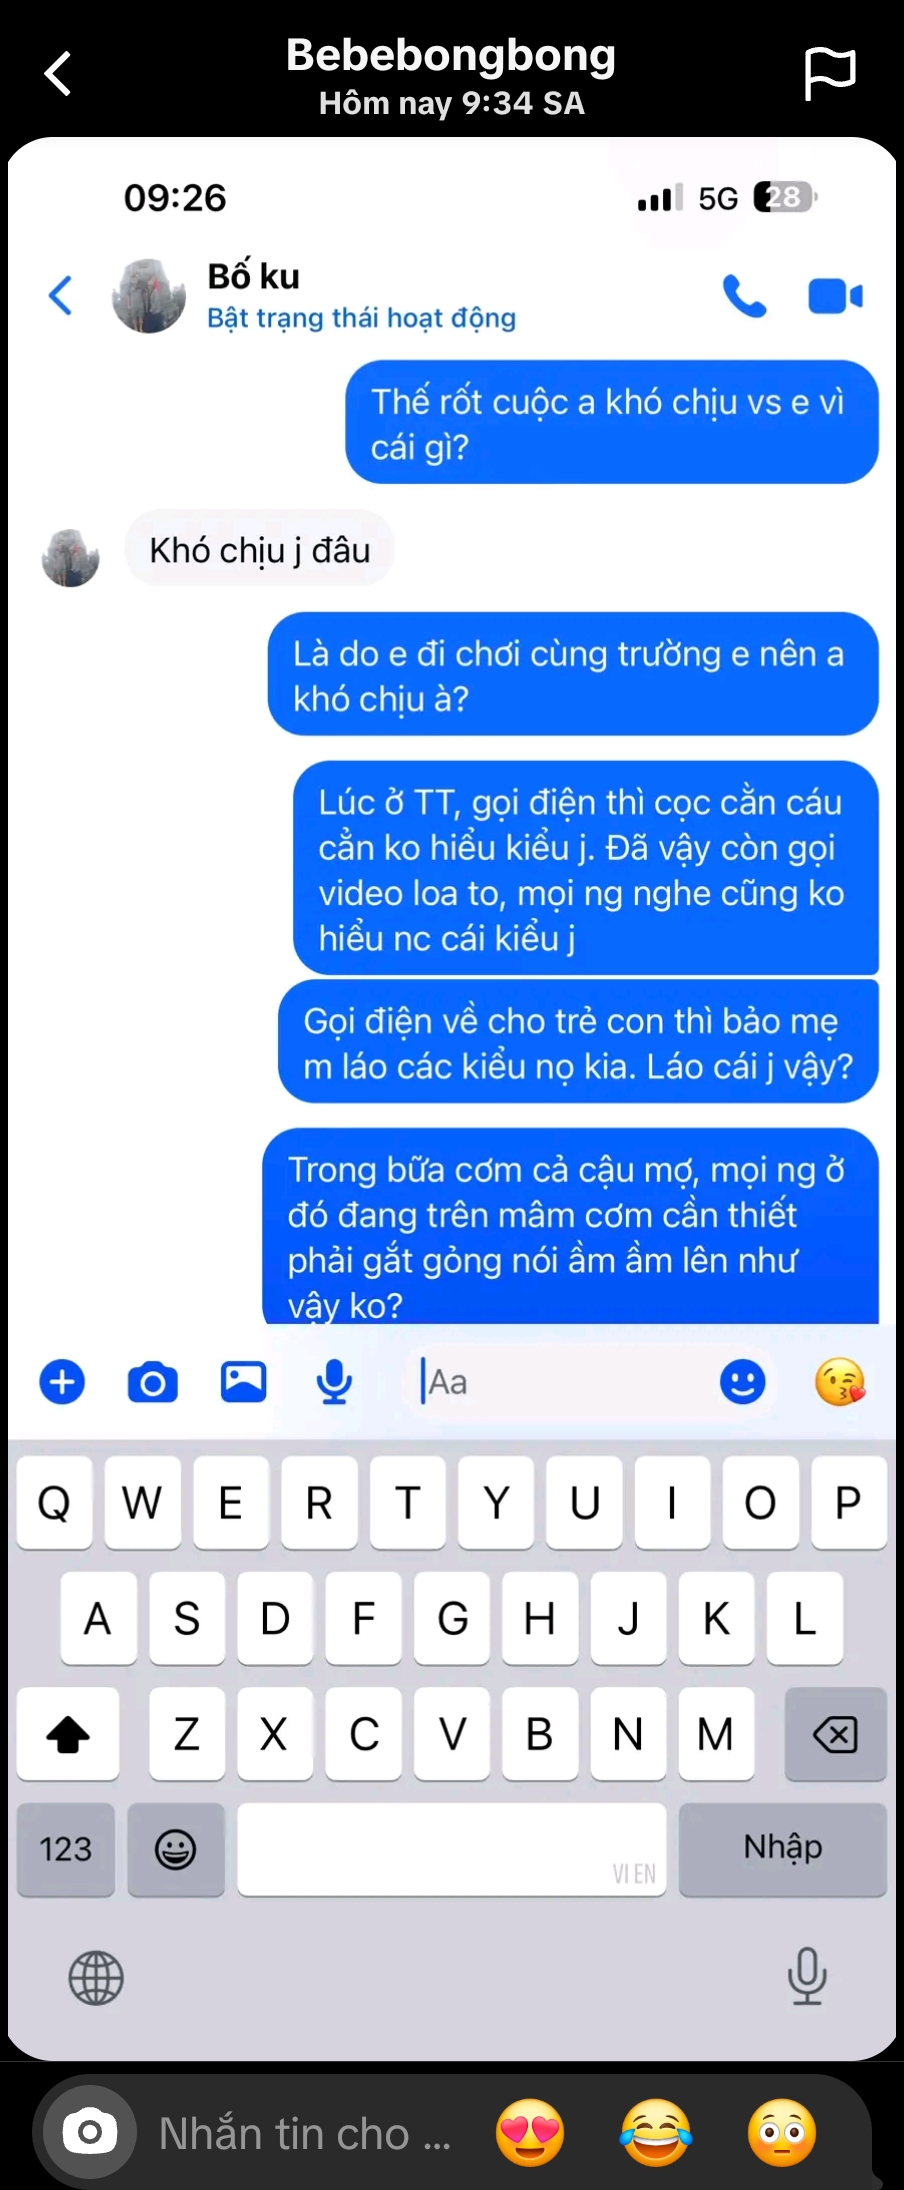 Bebebongbong
Hôm nay 9:34 SA
09:26
5G
28
Bố ku
Bật trạng thái hoạt động
Thế rốt cuộc a khó chịu vs e vì
cái gì?
Khó chịu j đâu
Là do e đi chơi cùng trường e nên a
khó chịu à?
Lúc ở TT, gọi điện thì cọc cằn cáu
cẳn ko hiểu kiểu j. Đã vậy còn gọi
video loa to, mọi ng nghe cũng ko
hiểu nc cái kiểu j
Gọi điện về cho trẻ con thì bảo mẹ
m láo các kiểu nọ kia. Láo cái j vậy?
Trong bữa cơm cả cậu mợ, mọi ng ở
đó đang trên mâm cơm cần thiết
phải gắt gỏng nói ầm ầm lên như
vậy ko?
Aa
Q W E R T Y U I O P
A S D F G H J K L
Z X C V B N M
123
VI EN
Nhập
Nhắn tin cho ...